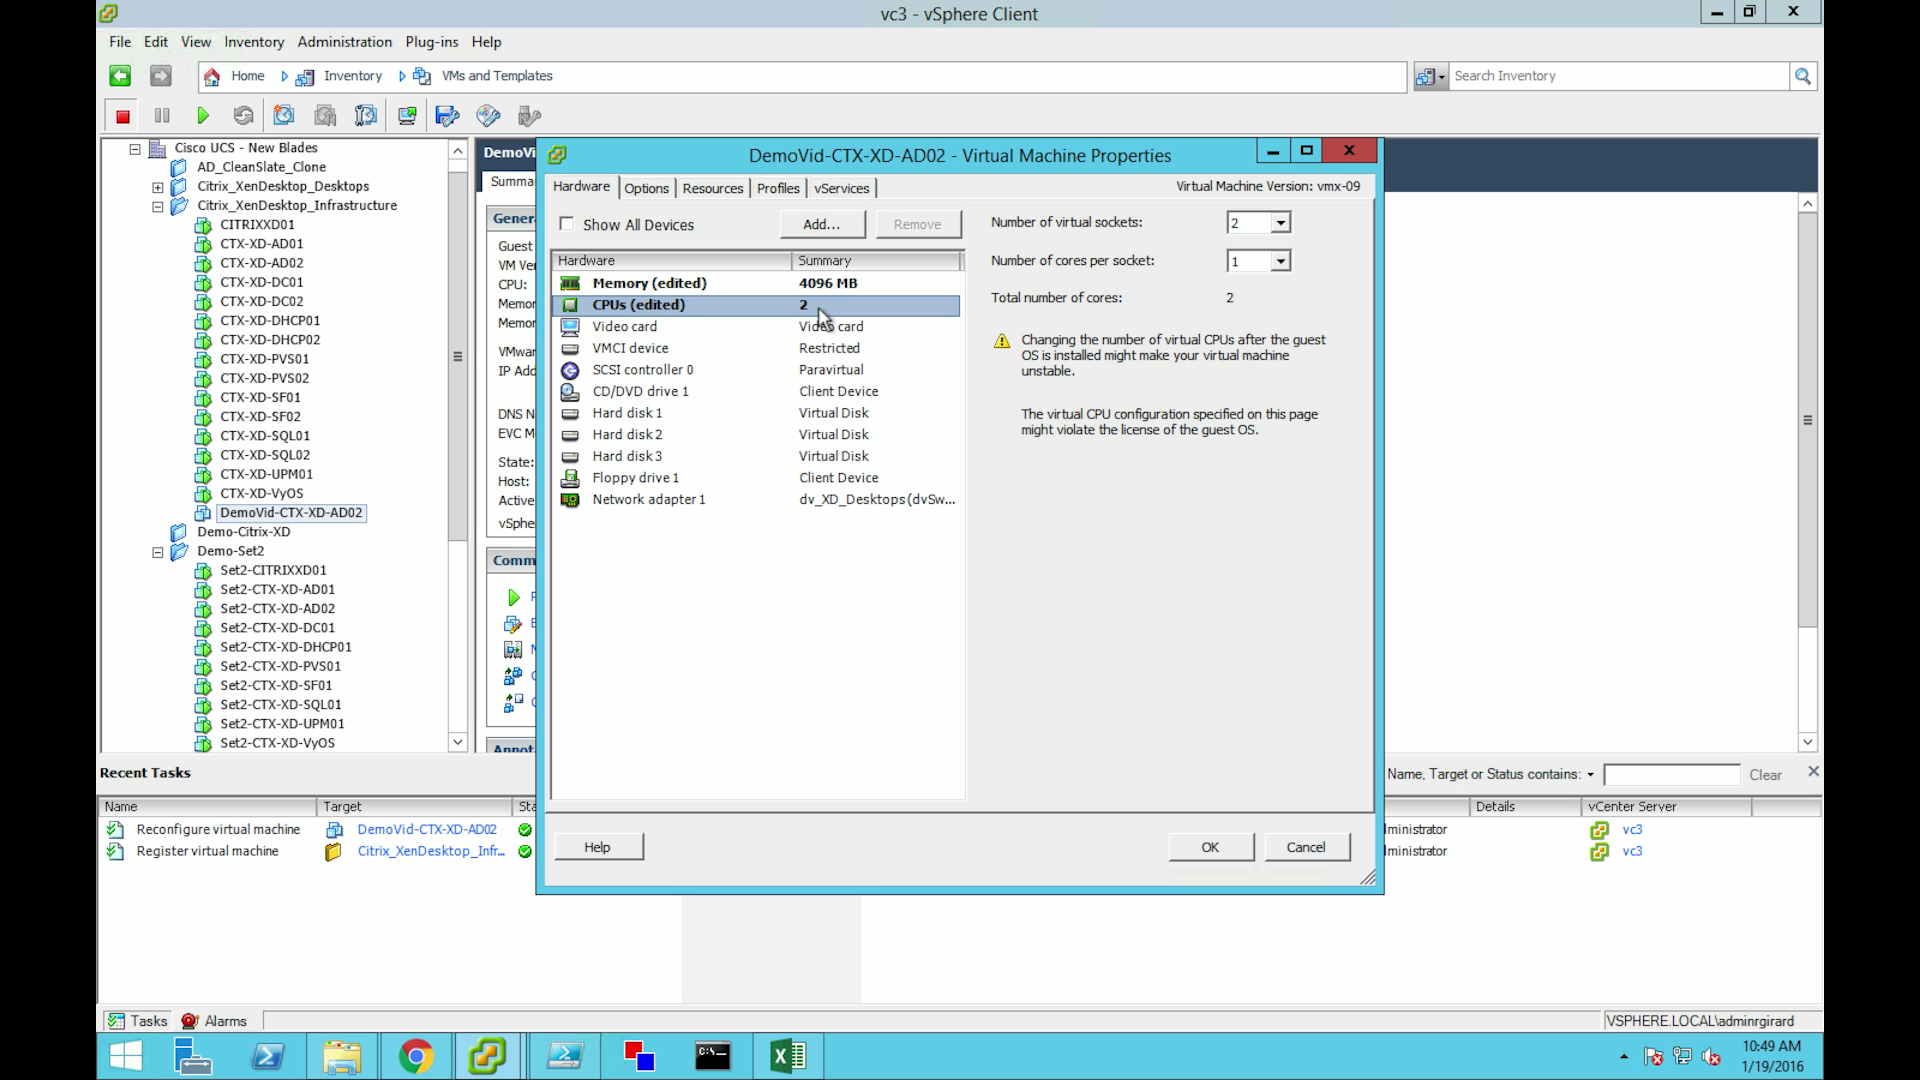 vc3 - vSphere Client
File Edit View Inventory Administration Plug-ins Help
Home Inventory VMs and Templates
Search Inventory
Cisco UCS - New Blades
AD_CleanSlate_Clone
Citrix_XenDesktop_Desktops
Citrix_XenDesktop_Infrastructure
CITRIXXD01
CTX-XD-AD01
CTX-XD-AD02
CTX-XD-DC01
CTX-XD-DC02
CTX-XD-DHCP01
CTX-XD-DHCP02
CTX-XD-PVS01
CTX-XD-PVS02
CTX-XD-SF01
CTX-XD-SF02
CTX-XD-SQL01
CTX-XD-SQL02
CTX-XD-UPM01
CTX-XD-VyOS
DemoVid-CTX-XD-AD02
Demo-Citrix-XD
Demo-Set2
Set2-CITRIXXD01
Set2-CTX-XD-AD01
Set2-CTX-XD-AD02
Set2-CTX-XD-DC01
Set2-CTX-XD-DHCP01
Set2-CTX-XD-PVS01
Set2-CTX-XD-SF01
Set2-CTX-XD-SQL01
Set2-CTX-XD-UPM01
Set2-CTX-XD-VyOS
DemoVi
Summa
Gener
Guest
VM Ver
CPU:
Memor
Memor
VMwar
IP Add
DNS N
EVC M
State:
Host:
Active
vSphe
Comm
Annot
DemoVid-CTX-XD-AD02 - Virtual Machine Properties
Hardware Options Resources Profiles vServices
Virtual Machine Version: vmx-09
Show All Devices Add... Remove
Hardware Summary
Memory (edited) 4096 MB
CPUs (edited) 2
Video card Video card
VMCI device Restricted
SCSI controller 0 Paravirtual
CD/DVD drive 1 Client Device
Hard disk 1 Virtual Disk
Hard disk 2 Virtual Disk
Hard disk 3 Virtual Disk
Floppy drive 1 Client Device
Network adapter 1 dv_XD_Desktops (dvSw...
Number of virtual sockets: 2
Number of cores per socket: 1
Total number of cores: 2
Changing the number of virtual CPUs after the guest
OS is installed might make your virtual machine
unstable.
The virtual CPU configuration specified on this page
might violate the license of the guest OS.
Help OK Cancel
Recent Tasks
Name, Target or Status contains: Clear
Name Target Sta Details vCenter Server
Reconfigure virtual machine DemoVid-CTX-XD-AD02 lministrator vc3
Register virtual machine Citrix_XenDesktop_Infr... lministrator vc3
Tasks Alarms
VSPHERE.LOCAL\adminrgirard
C:\_
10:49 AM
1/19/2016